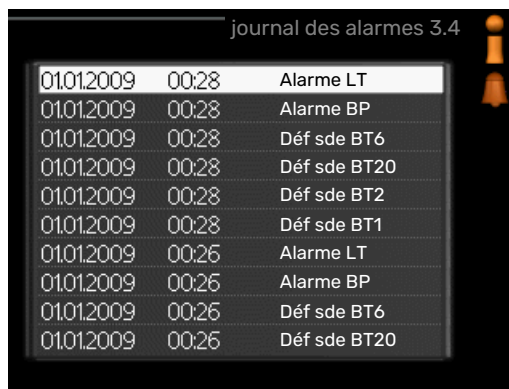 journal des alarmes 3.4
01.01.2009 00:28 Alarme LT
01.01.2009 00:28 Alarme BP
01.01.2009 00:28 Déf sde BT6
01.01.2009 00:28 Déf sde BT20
01.01.2009 00:28 Déf sde BT2
01.01.2009 00:28 Déf sde BT1
01.01.2009 00:26 Alarme LT
01.01.2009 00:26 Alarme BP
01.01.2009 00:26 Déf sde BT6
01.01.2009 00:26 Déf sde BT20